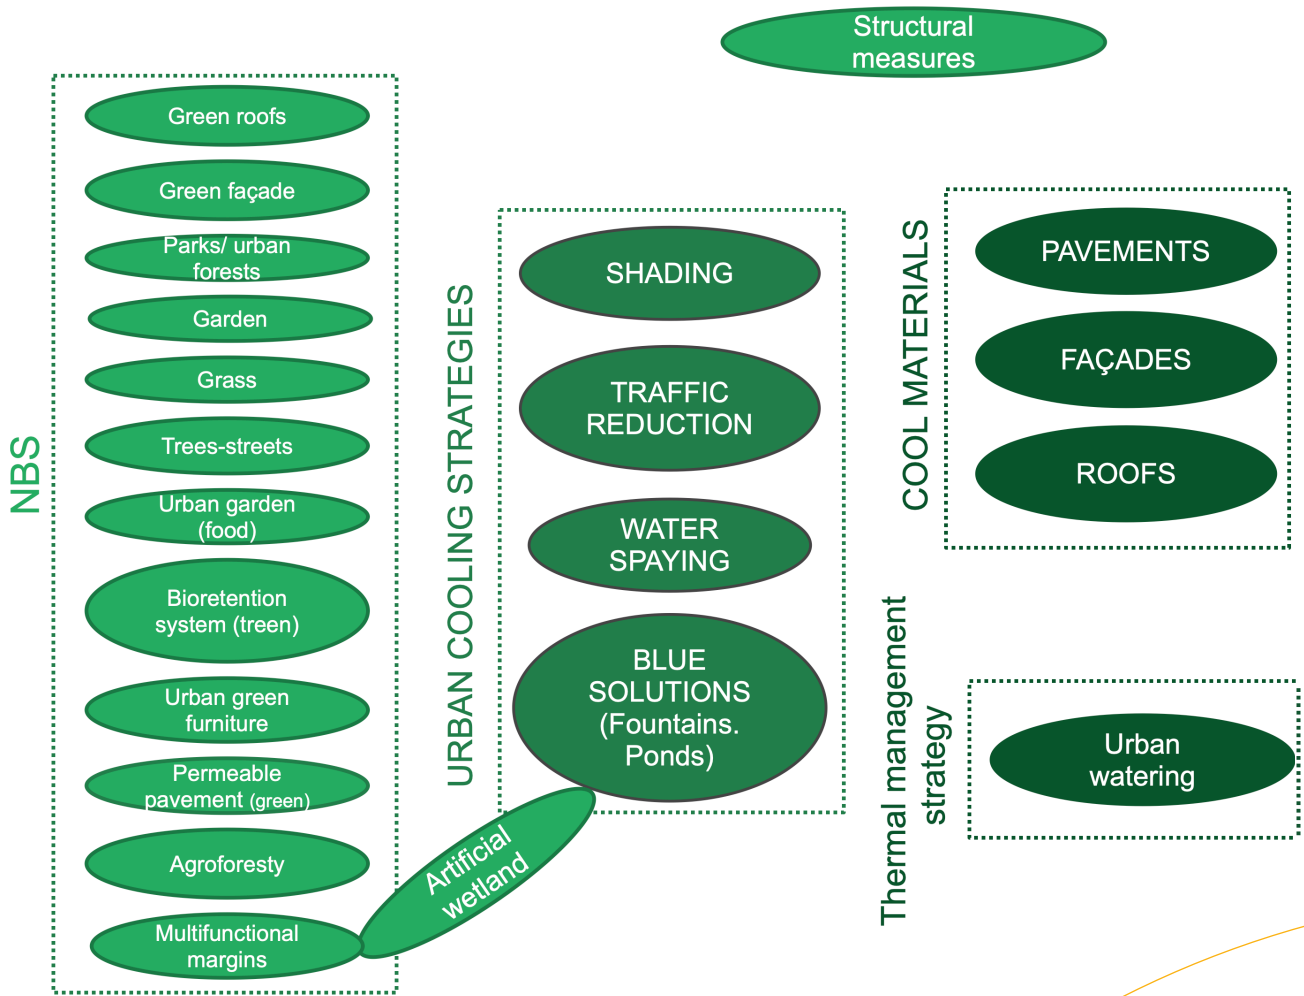 Structural
measures
NBS
Green roofs
Green façade
Parks/ urban
forests
Garden
Grass
Trees-streets
Urban garden
(food)
Bioretention
system (treen)
Urban green
furniture
Permeable
pavement (green)
Agroforesty
Multifunctional
margins
Artificial
wetland
URBAN COOLING STRATEGIES
SHADING
TRAFFIC
REDUCTION
WATER
SPAYING
BLUE
SOLUTIONS
(Fountains.
Ponds)
COOL MATERIALS
PAVEMENTS
FAÇADES
ROOFS
Thermal management
strategy
Urban
watering